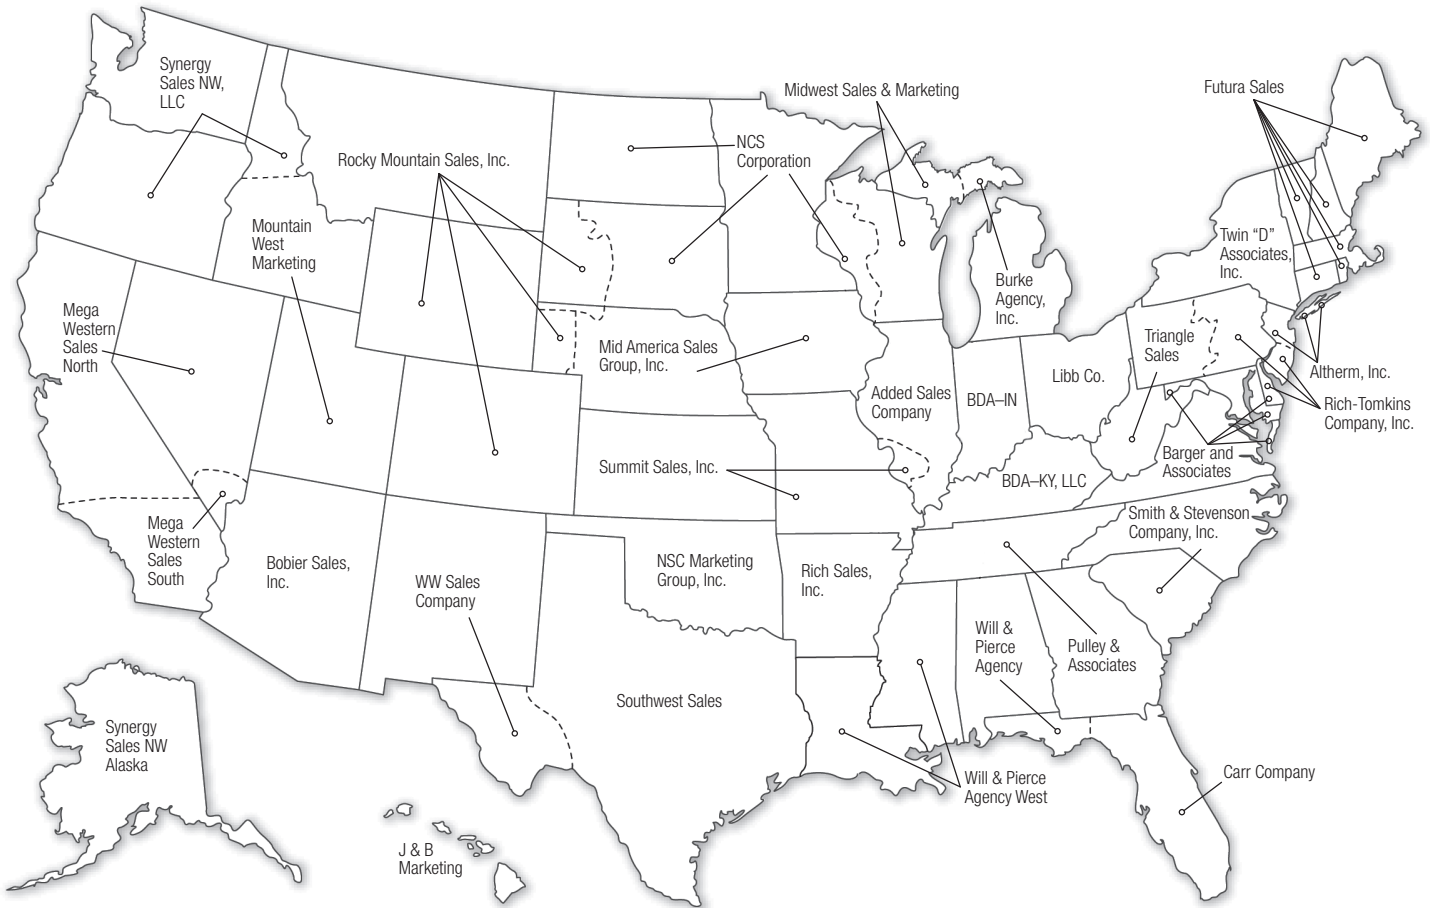 Synergy
Sales NW,
LLC
Rocky Mountain Sales, Inc.
Midwest Sales & Marketing
NCS
Corporation
Futura Sales
Mountain
West
Marketing
Twin “D”
Associates,
Inc.
Burke
Agency,
Inc.
Mega
Western
Sales
North
Mid America Sales
Group, Inc.
Triangle
Sales
Libb Co.
Altherm, Inc.
Added Sales
Company
BDA–IN
Rich-Tomkins
Company, Inc.
Summit Sales, Inc.
Barger and
Associates
BDA–KY, LLC
Smith & Stevenson
Company, Inc.
Mega
Western
Sales
South
Bobier Sales,
Inc.
WW Sales
Company
NSC Marketing
Group, Inc.
Rich Sales,
Inc.
Will &
Pierce
Agency
Pulley &
Associates
Southwest Sales
Synergy
Sales NW
Alaska
Will & Pierce
Agency West
Carr Company
J & B
Marketing